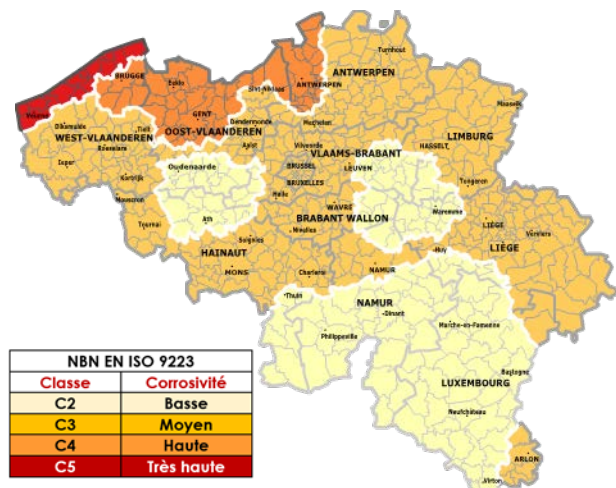 BRUGGE
Eeklo
Sint-Niklaas
ANTWERPEN
Turnhout
ANTWERPEN
Veurne
GENT
Diksmuide
Tielt
WEST-VLAANDEREN
OOST-VLAANDEREN
Dendermonde
Mechelen
Maaseik
Roeselare
Aalst
Vilvoorde
VLAAMS-BRABANT
LIMBURG
HASSELT
Ieper
Oudenaarde
BRUSSEL
LEUVEN
Kortrijk
BRUXELLES
Tongeren
Mouscron
Halle
WAVRE
Waremme
Tournai
Ath
BRABANT WALLON
LIÈGE
Verviers
Nivelles
Soignies
HAINAUT
Huy
LIÈGE
MONS
Charleroi
NAMUR
Thuin
NAMUR
Dinant
Philippeville
Marche-en-Famenne
Bastogne
LUXEMBOURG
Neufchâteau
ARLON
Virton
NBN EN ISO 9223
Classe Corrosivité
C2 Basse
C3 Moyen
C4 Haute
C5 Très haute